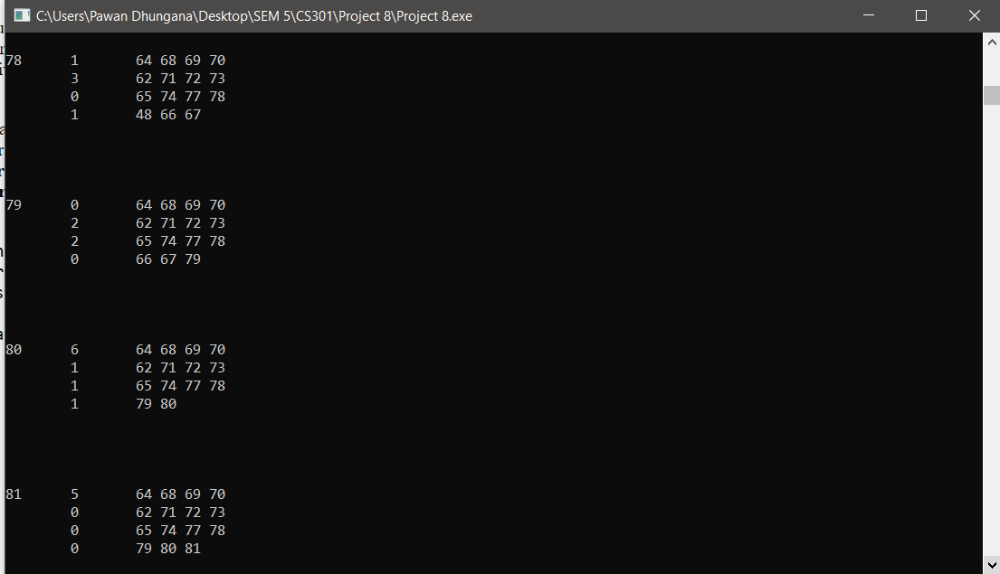 C:\Users\Pawan Dhungana\Desktop\SEM 5\CS301\Project 8\Project 8.exe
78 1 64 68 69 70
3 62 71 72 73
0 65 74 77 78
1 48 66 67
79 0 64 68 69 70
2 62 71 72 73
2 65 74 77 78
0 66 67 79
80 6 64 68 69 70
1 62 71 72 73
1 65 74 77 78
1 79 80
81 5 64 68 69 70
0 62 71 72 73
0 65 74 77 78
0 79 80 81